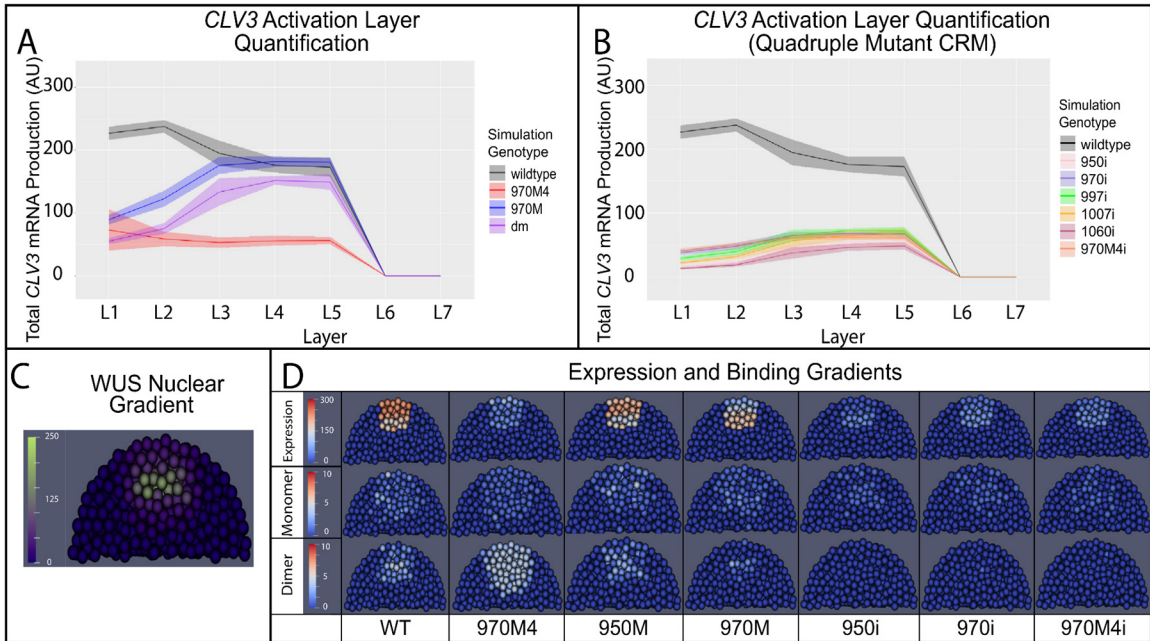 A
CLV3 Activation Layer
Quantification
Total CLV3 mRNA Production (AU)
300
200
100
0
L1 L2 L3 L4 L5 L6 L7
Layer
Simulation
Genotype
wildtype
970M4
970M
dm
B
CLV3 Activation Layer Quantification
(Quadruple Mutant CRM)
Total CLV3 mRNA Production (AU)
300
200
100
0
L1 L2 L3 L4 L5 L6 L7
Layer
Simulation
Genotype
wildtype
950i
970i
997i
1007i
1060i
970M4i
C
WUS Nuclear
Gradient
250
125
0
D
Expression and Binding Gradients
Expression
300
150
0
Monomer
10
5
0
Dimer
10
5
0
WT 970M4 950M 970M 950i 970i 970M4i